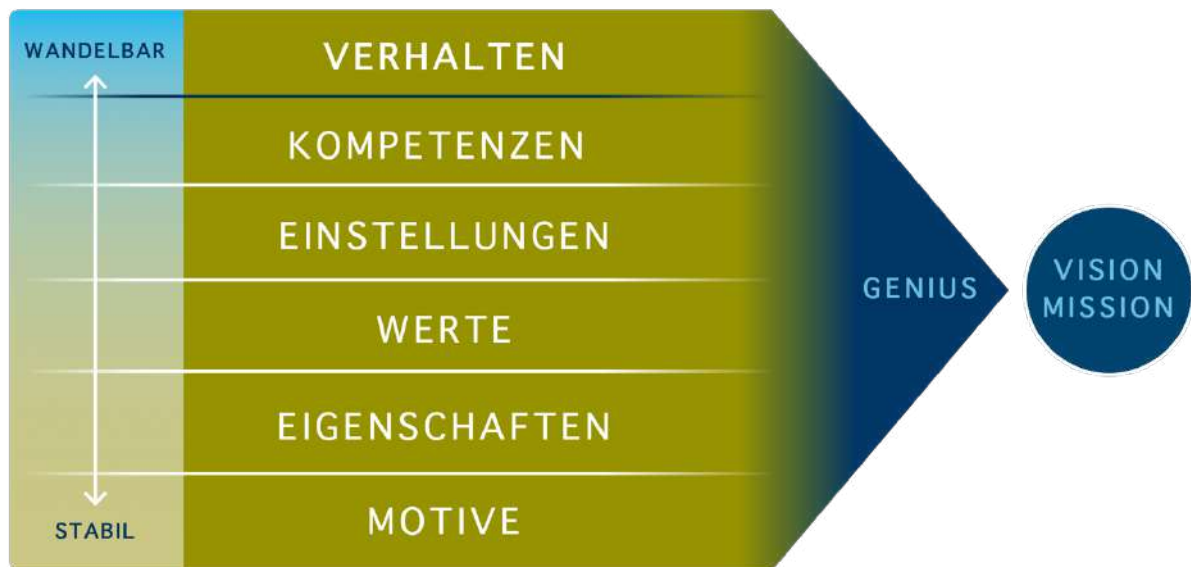 WANDELBAR
VERHALTEN
KOMPETENZEN
EINSTELLUNGEN
WERTE
EIGENSCHAFTEN
STABIL
MOTIVE
GENIUS
VISION
MISSION